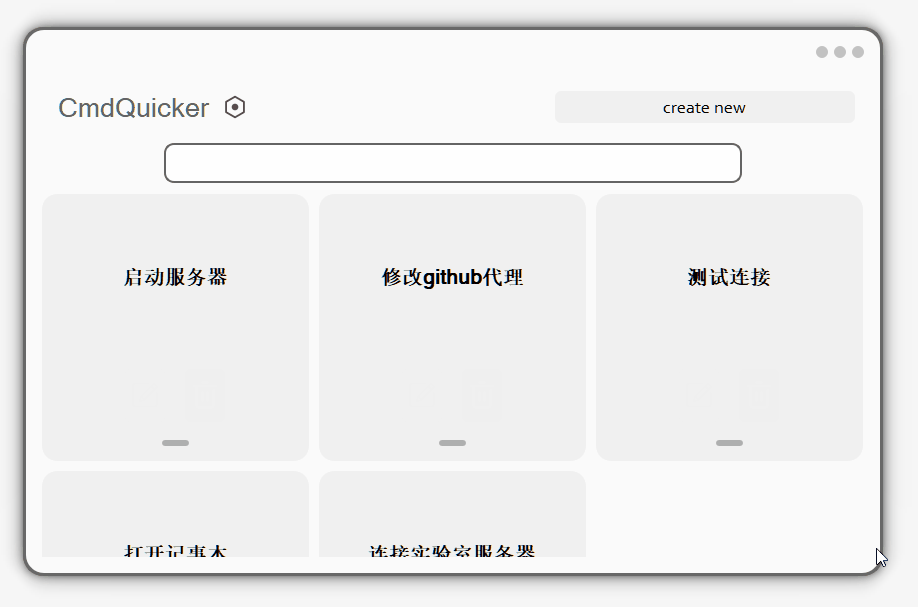 CmdQuicker
create new
启动服务器
修改github代理
测试连接
打开记事本
连接实验室服务器